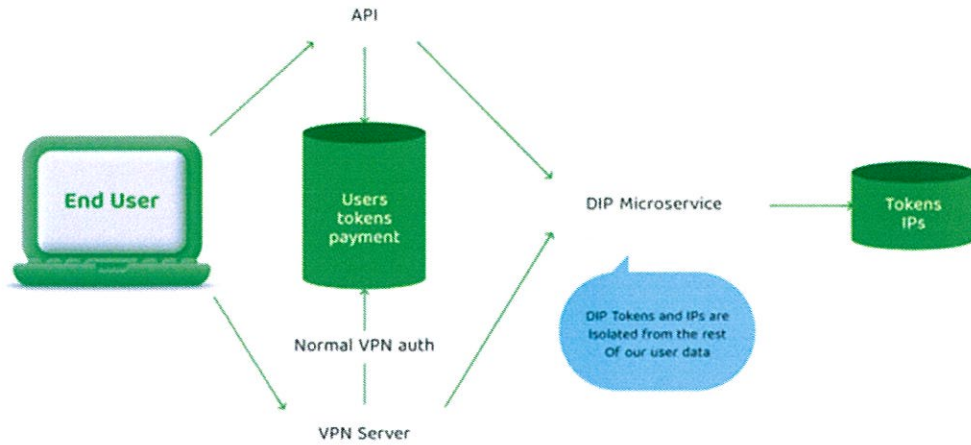 API
End User
Users
tokens
payment
DIP Microservice
Tokens
IPs
DIP Tokens and IPs are
Isolated from the rest
Of our user data
Normal VPN auth
VPN Server